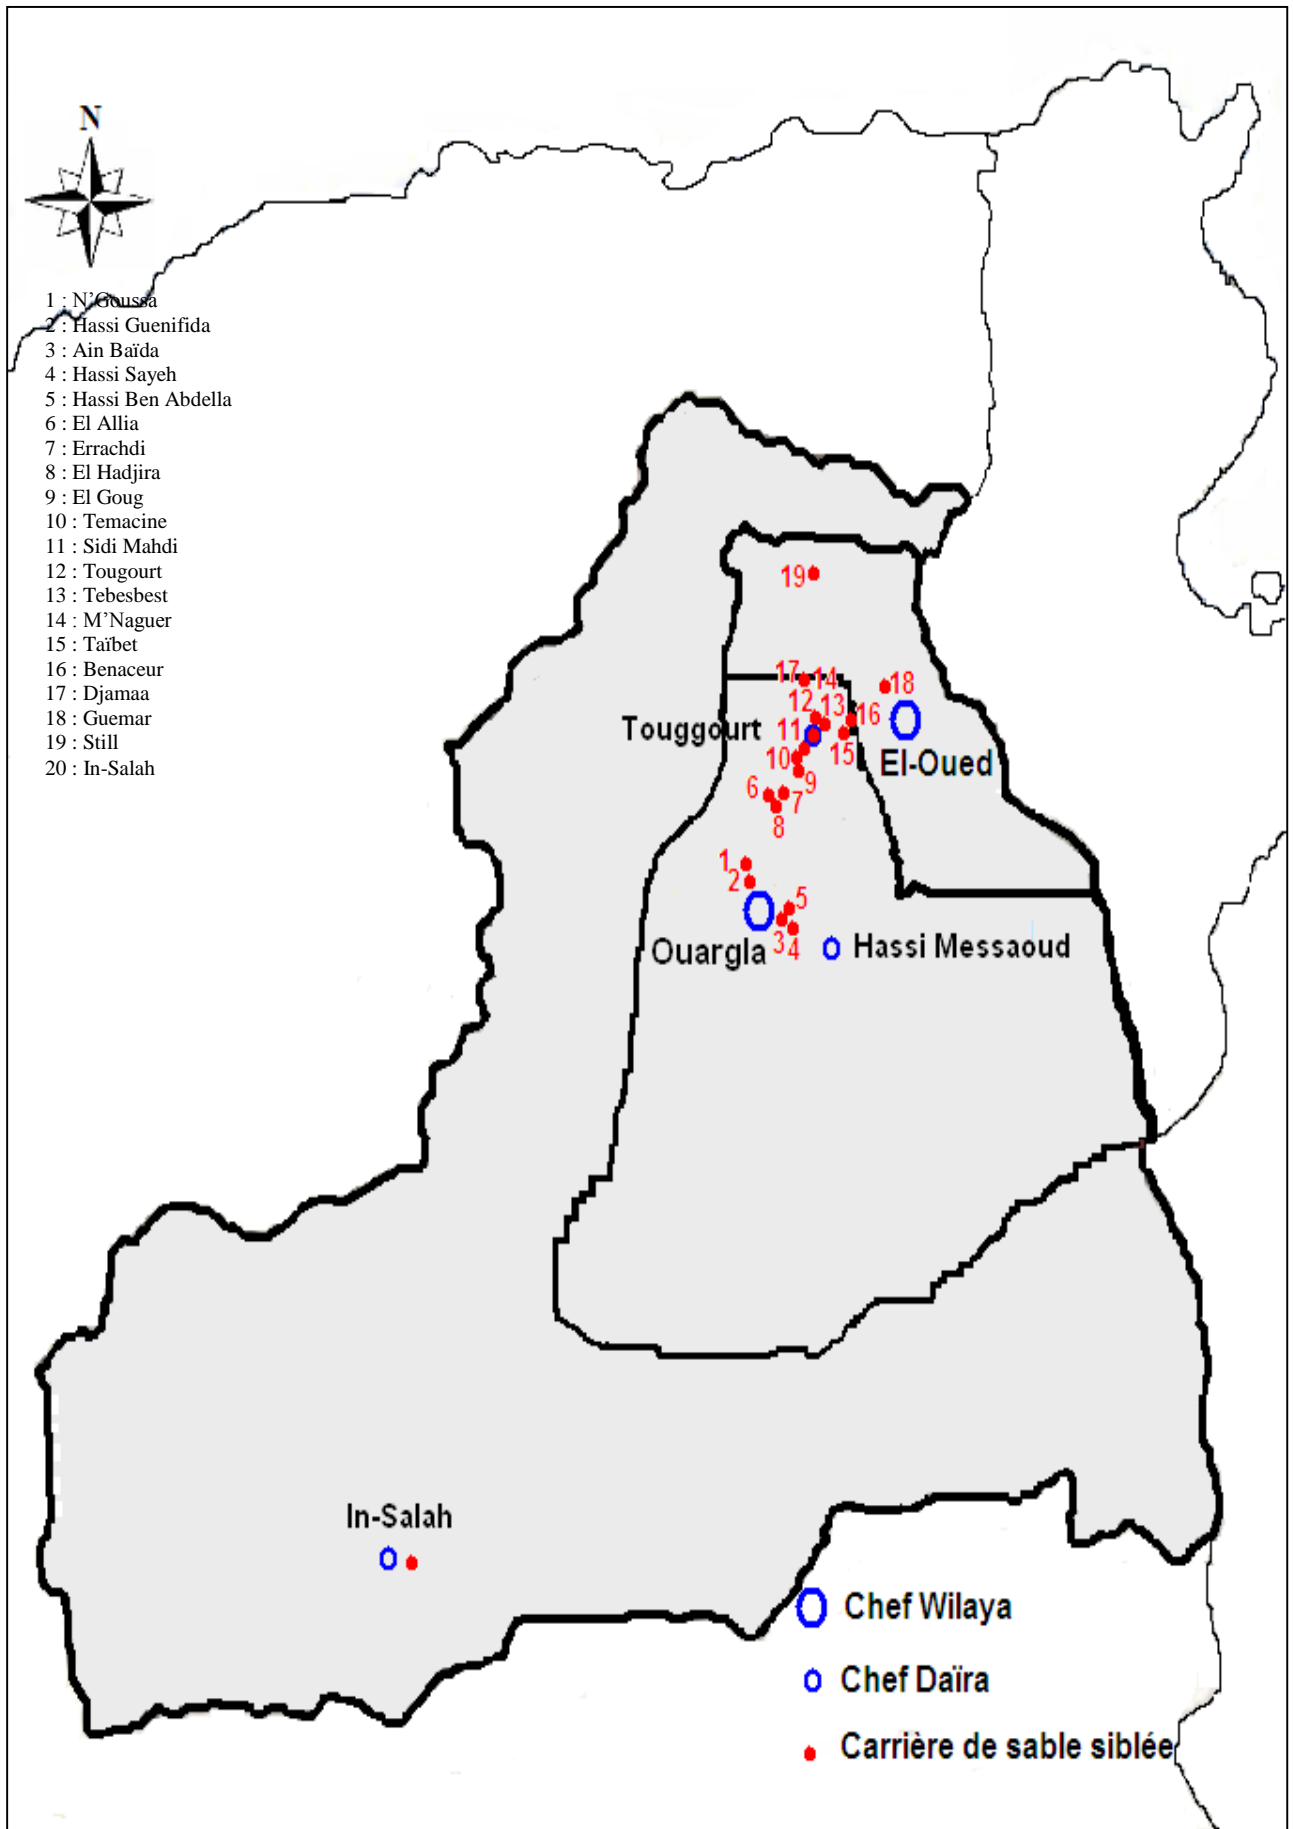 N
1 : N'Goussa
2 : Hassi Guenifida
3 : Ain Baïda
4 : Hassi Sayeh
5 : Hassi Ben Abdella
6 : El Allia
7 : Errachdi
8 : El Hadjira
9 : El Goug
10 : Temacine
11 : Sidi Mahdi
12 : Tougourt
13 : Tebesbest
14 : M'Naguer
15 : Taïbet
16 : Benaceur
17 : Djamaa
18 : Guemar
19 : Still
20 : In-Salah
19
17 14 18
12 13 16
Touggourt 11 15
El-Oued
10
9
6 7
8
1
2
5
Ouargla 3 4 Hassi Messaoud
In-Salah
Chef Wilaya
Chef Daïra
Carrière de sable siblée